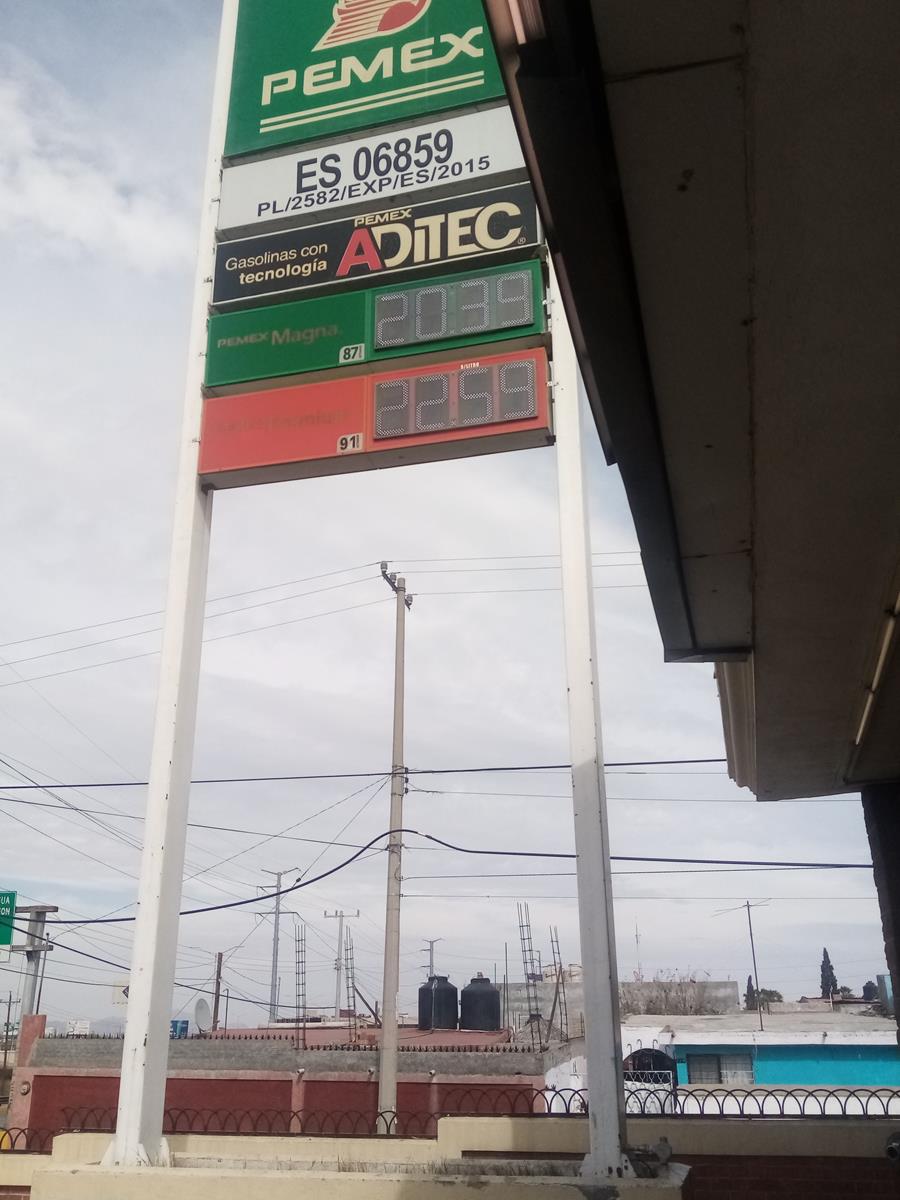 PEMEX
ES 06859
PL/2582/EXP/ES/2015
Gasolinas con
tecnología
PEMEX
ADITEC®
PEMEX Magna.
87
20.39
$/LITRO
91
22.59